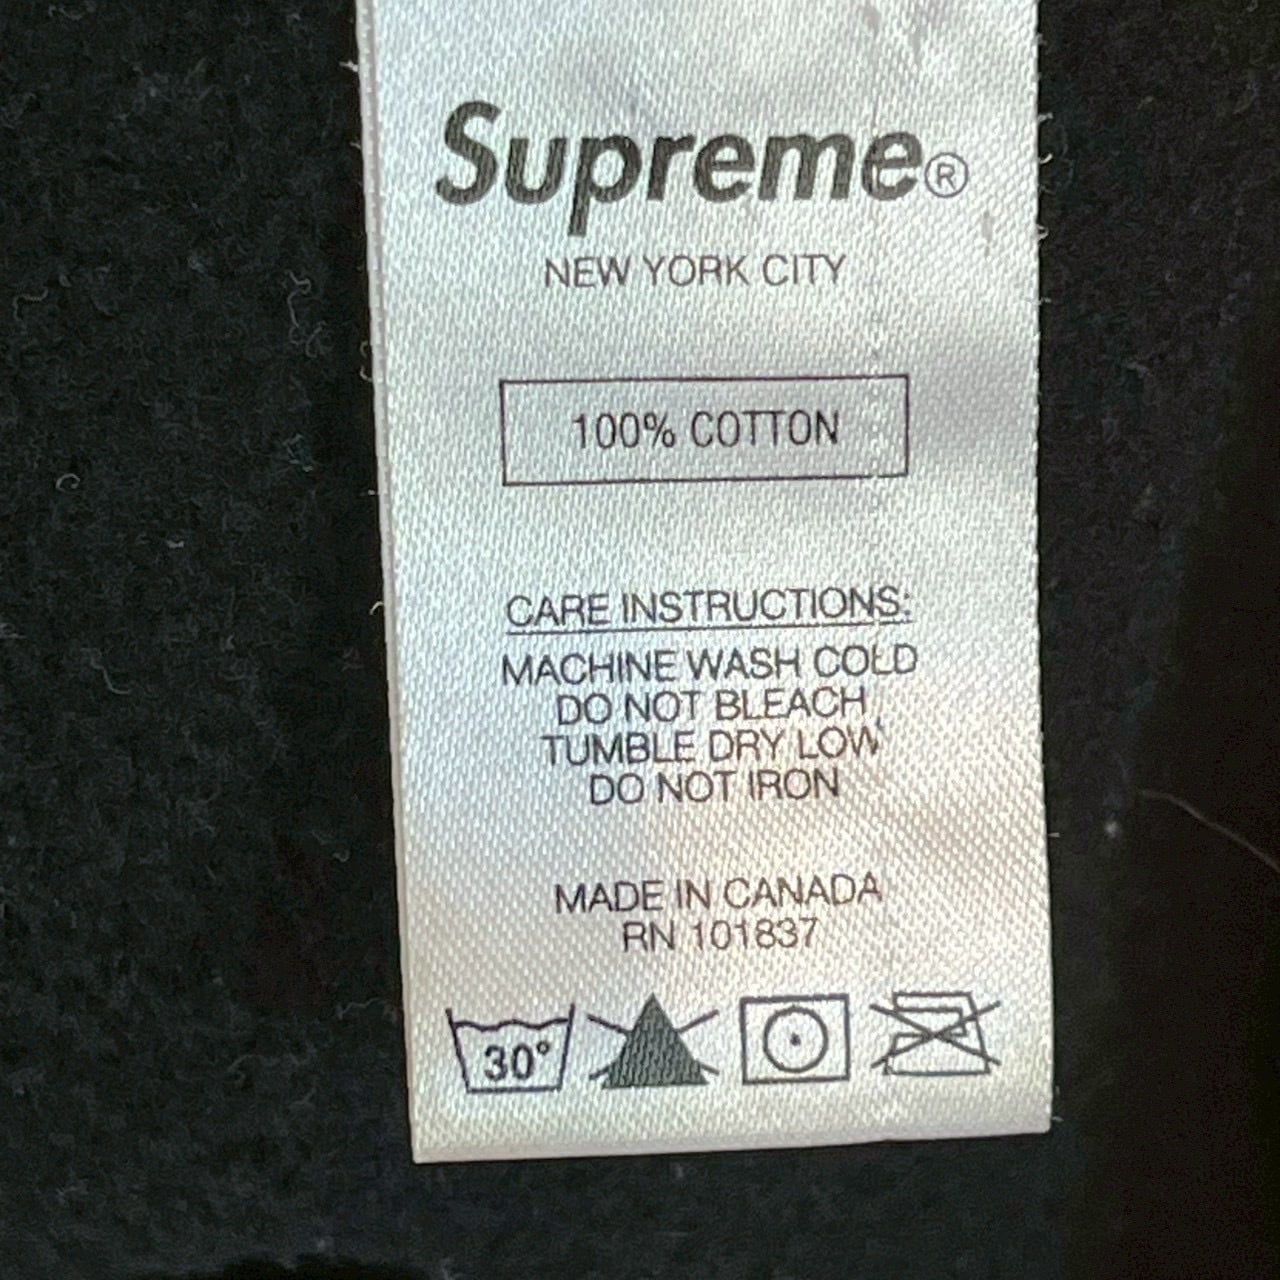 Supreme®
NEW YORK CITY
100% COTTON
CARE INSTRUCTIONS:
MACHINE WASH COLD
DO NOT BLEACH
TUMBLE DRY LOW
DO NOT IRON
MADE IN CANADA
RN 101837
30°